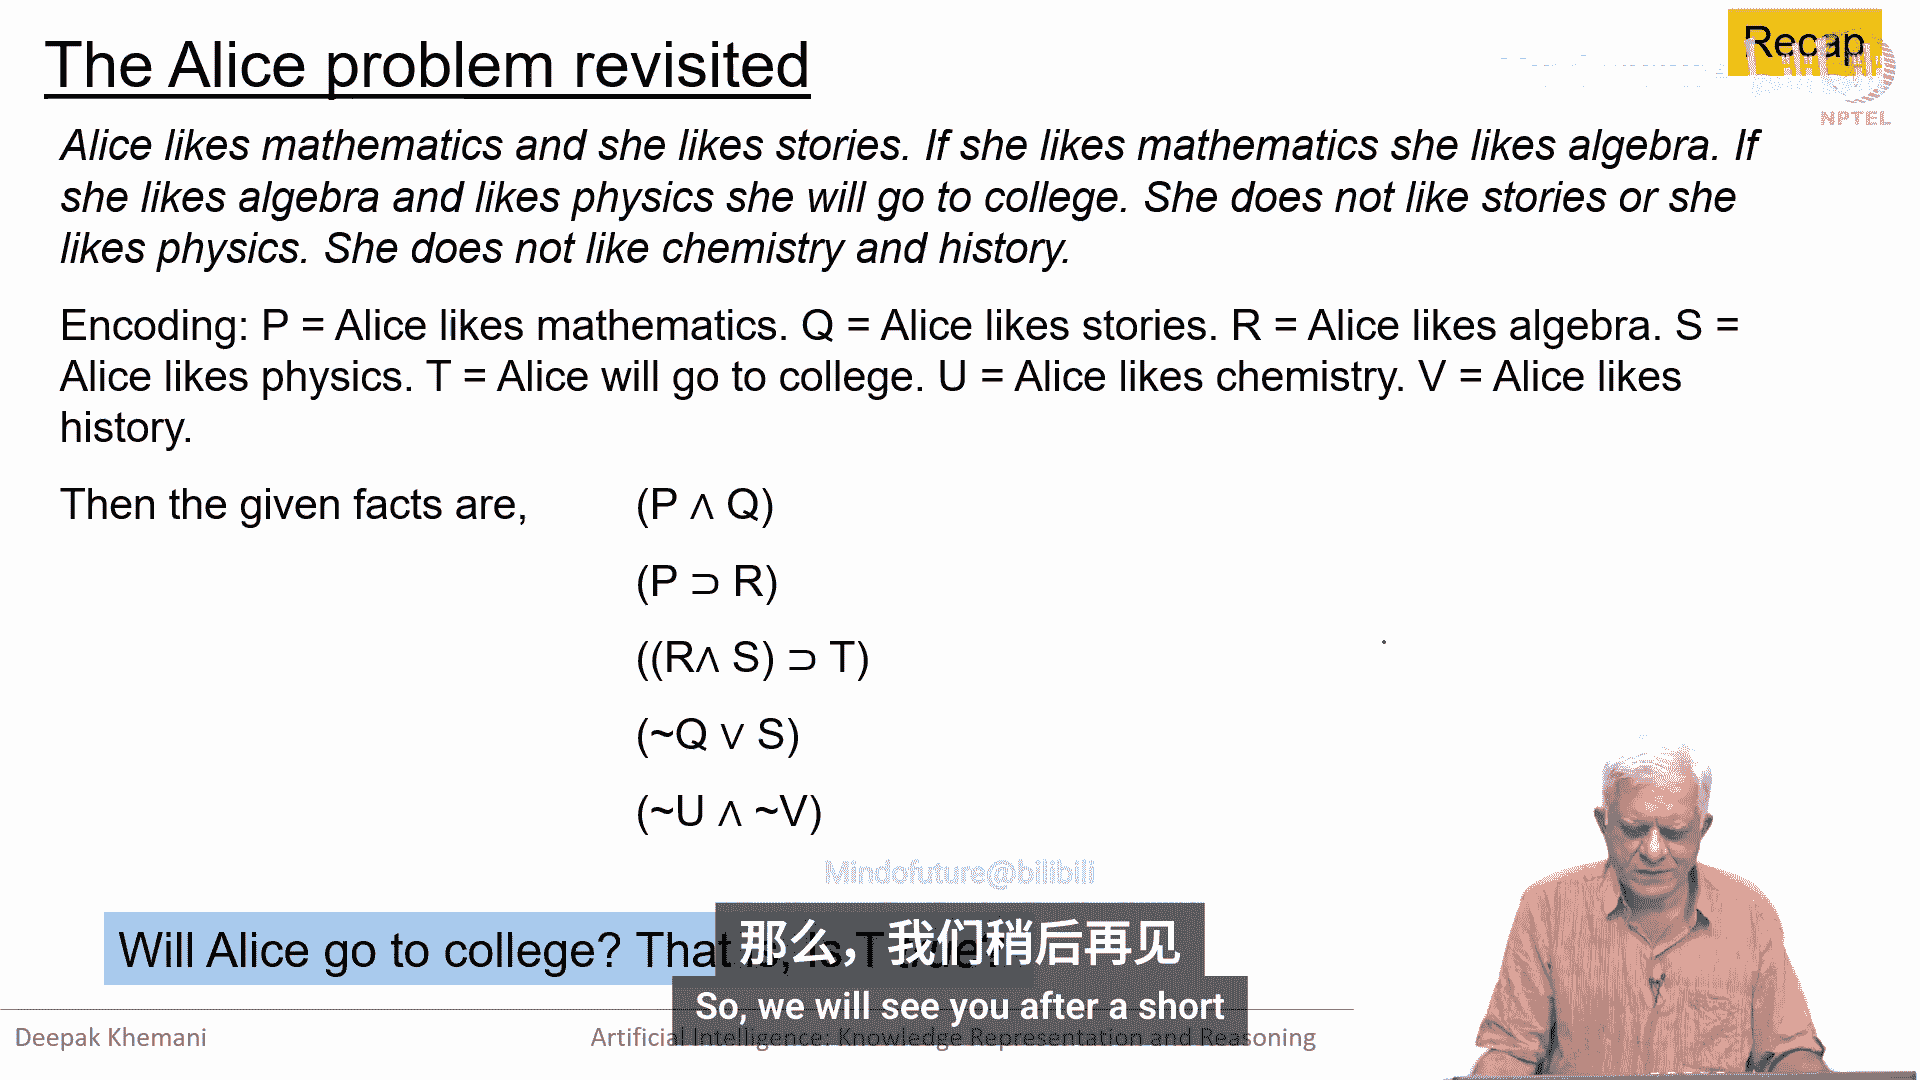 The Alice problem revisited
Recap
NPTEL
Alice likes mathematics and she likes stories. If she likes mathematics she likes algebra. If
she likes algebra and likes physics she will go to college. She does not like stories or she
likes physics. She does not like chemistry and history.
Encoding: P = Alice likes mathematics. Q = Alice likes stories. R = Alice likes algebra. S =
Alice likes physics. T = Alice will go to college. U = Alice likes chemistry. V = Alice likes
history.
Then the given facts are, (P ∧ Q)
(P ⊃ R)
((R∧ S) ⊃ T)
(~Q ∨ S)
(~U ∧ ~V)
Mindofuture@bilibili
Will Alice go to college? That is, is T
那么，我们稍后再见
So, we will see you after a short
Deepak Khemani
Artificial Intelligence: Knowledge Representation and Reasoning